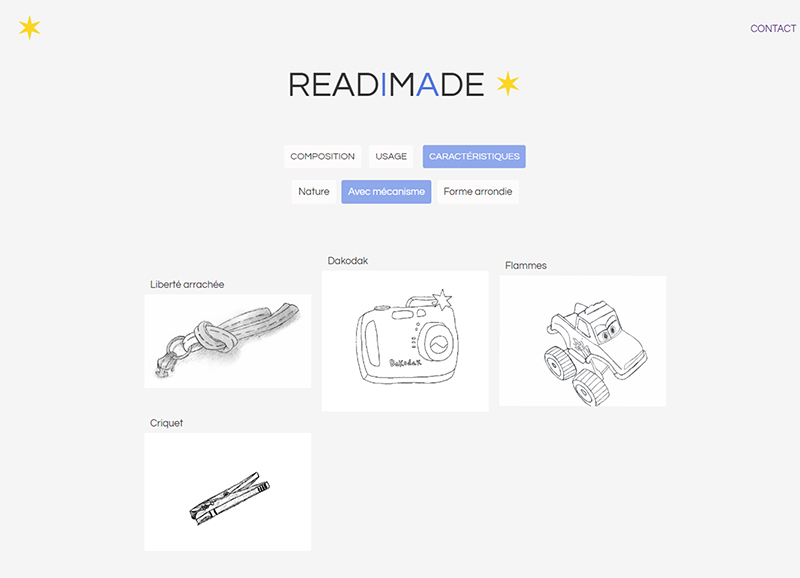 CONTACT
READIMADE
COMPOSITION USAGE CARACTÉRISTIQUES
Nature Avec mécanisme Forme arrondie
Liberté arrachée
Dakodak
Flammes
Dakodak
Criquet